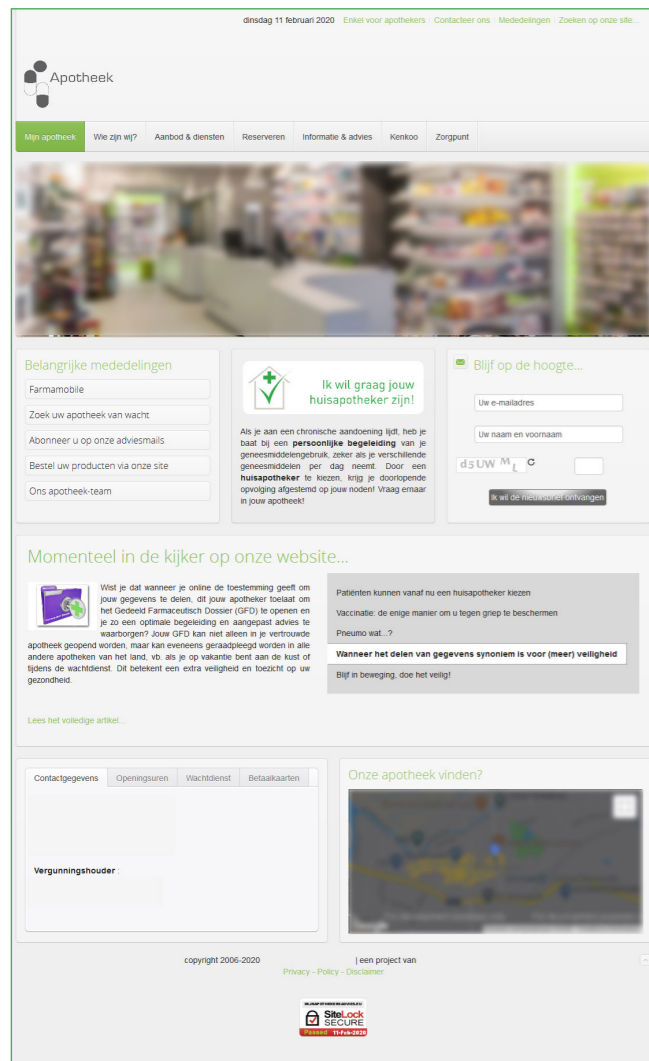 dinsdag 11 februari 2020 Enkel voor apothekers | Contacteer ons | Mededelingen | Zoeken op onze site...
Apotheek
Mijn apotheek Wie zijn wij? Aanbod & diensten Reserveren Informatie & advies Kenkoo Zorgpunt
Belangrijke mededelingen
Farmamobile
Zoek uw apotheek van wacht
Abonneer u op onze adviesmails
Bestel uw producten via onze site
Ons apotheek-team
Ik wil graag jouw
huisapotheker zijn!
Als je aan een chronische aandoening lijdt, heb je
baat bij een persoonlijke begeleiding van je
geneesmiddelengebruik, zeker als je verschillende
geneesmiddelen per dag neemt. Door een
huisapotheker te kiezen, krijg je doorlopende
opvolging afgestemd op jouw noden! Vraag ernaar
in jouw apotheek!
Blijf op de hoogte...
Uw e-mailadres
Uw naam en voornaam
d5UWML
Ik wil de nieuwsbrief ontvangen
Momenteel in de kijker op onze website...
Wist je dat wanneer je online de toestemming geeft om
jouw gegevens te delen, dit jouw apotheker toelaat om
het Gedeeld Farmaceutisch Dossier (GFD) te openen en
je zo een optimale begeleiding en aangepast advies te
waarborgen? Jouw GFD kan niet alleen in je vertrouwde
apotheek geopend worden, maar kan eveneens geraadpleegd worden in alle
andere apotheken van het land, vb. als je op vakantie bent aan de kust of
tijdens de wachtdienst. Dit betekent een extra veiligheid en toezicht op uw
gezondheid.
Lees het volledige artikel...
Patiënten kunnen vanaf nu een huisapotheker kiezen
Vaccinatie: de enige manier om u tegen griep te beschermen
Pneumo wat...?
Wanneer het delen van gegevens synoniem is voor (meer) veiligheid
Blijf in beweging, doe het veilig!
Contactgegevens Openingsuren Wachtdienst Betaalkaarten
Vergunningshouder :
Onze apotheek vinden?
Google
copyright 2006-2020 | een project van
Privacy - Policy - Disclaimer
SiteLock
SECURE
Passed 11-Feb-2020